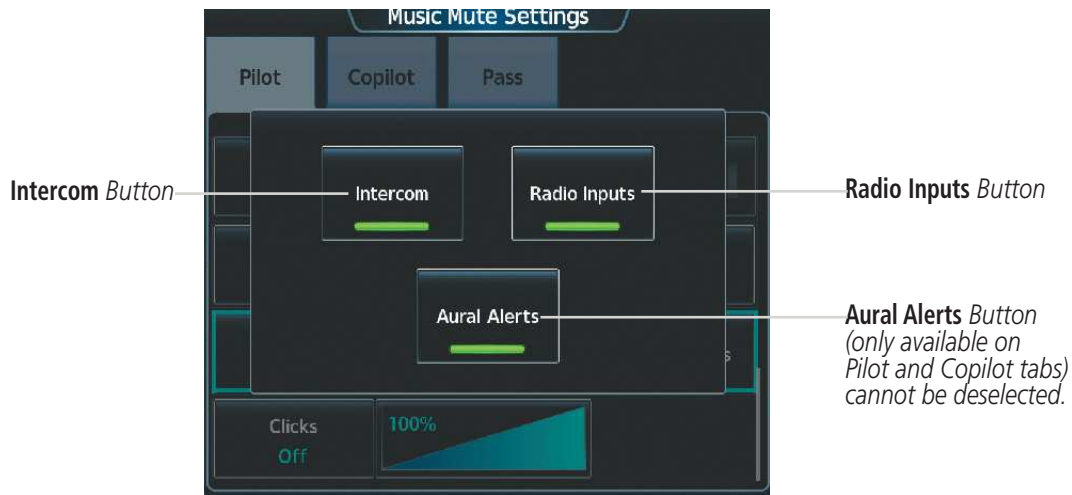 Music Mute Settings
Pilot
Copilot
Pass
Intercom Button
Intercom
Radio Inputs
Radio Inputs Button
Aural Alerts
Aural Alerts Button
(only available on
Pilot and Copilot tabs)
cannot be deselected.
s
Clicks
Off
100%